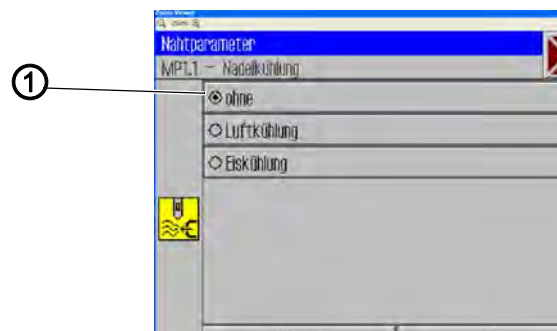 Nahtparameter
MP1.1 - Nadelkühlung
1
ohne
Luftkühlung
Eiskühlung